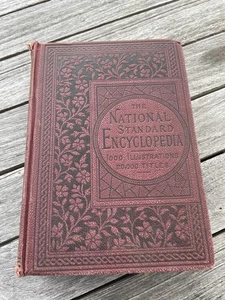 THE
NATIONAL
STANDARD
ENCYCLOPEDIA
1000 ILLUSTRATIONS
20,000 TITLES